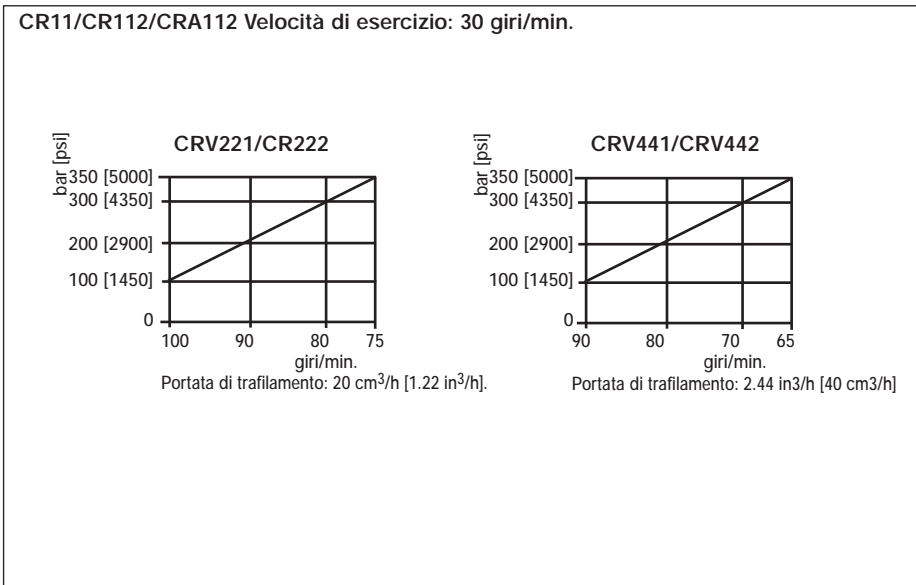 CR11/CR112/CRA112 Velocità di esercizio: 30 giri/min.
CRV221/CR222
bar [psi]
350 [5000]
300 [4350]
200 [2900]
100 [1450]
0
100 90 80 75
giri/min.
Portata di trafilamento: 20 cm³/h [1.22 in³/h].
CRV441/CRV442
bar [psi]
350 [5000]
300 [4350]
200 [2900]
100 [1450]
0
90 80 70 65
giri/min.
Portata di trafilamento: 2.44 in3/h [40 cm3/h]